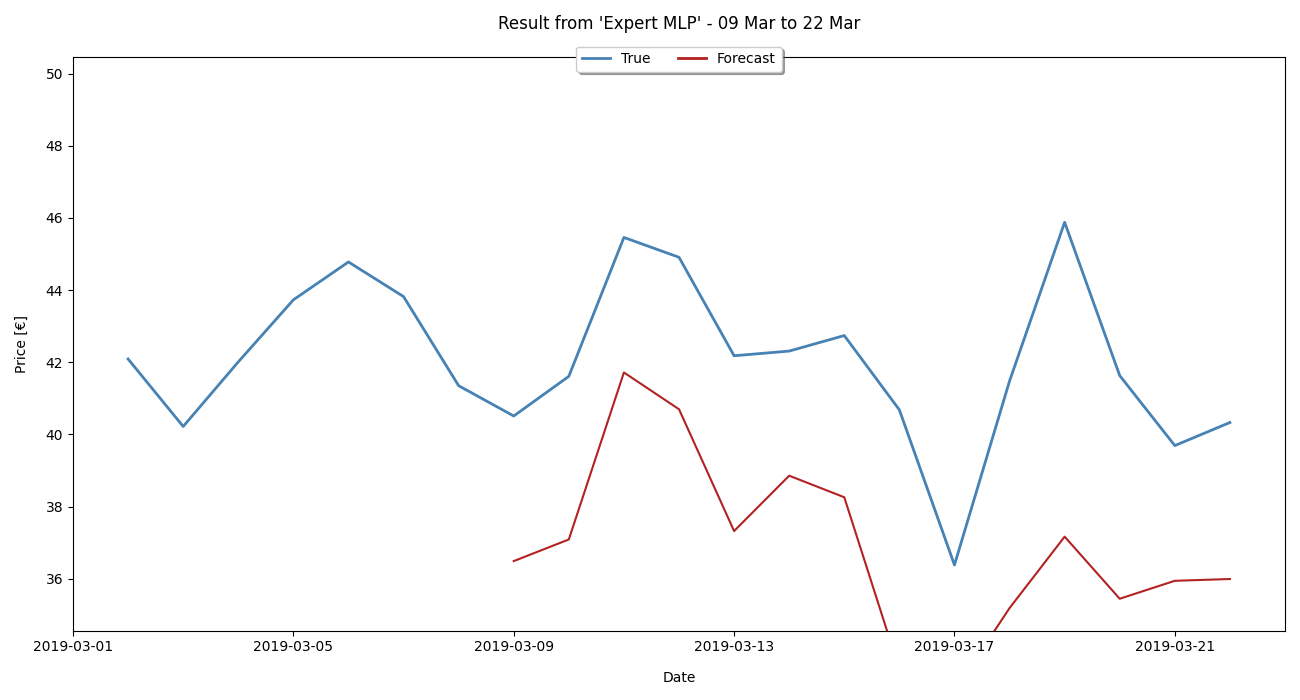 Result from 'Expert MLP' - 09 Mar to 22 Mar
True Forecast
50
48
46
44
42
40
38
36
Price [€]
2019-03-01 2019-03-05 2019-03-09 2019-03-13 2019-03-17 2019-03-21
Date